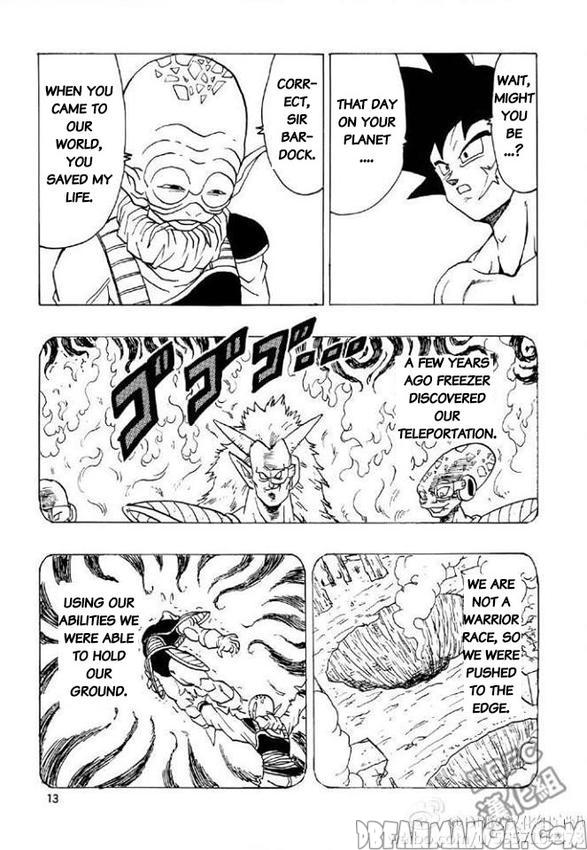 WAIT,
MIGHT
YOU
BE
...?
THAT DAY
ON YOUR
PLANET
....
CORR-
ECT,
SIR
BAR-
DOCK.
WHEN YOU
CAME TO
OUR
WORLD,
YOU
SAVED MY
LIFE.
ゴゴゴ...
A FEW YEARS
AGO FREEZER
DISCOVERED
OUR
TELEPORTATION.
WE ARE
NOT A
WARRIOR
RACE, SO
WE WERE
PUSHED
TO THE
EDGE.
USING OUR
ABILITIES WE
WERE ABLE
TO HOLD
OUR
GROUND.
13
漢化組
DBFANMANGA.COM